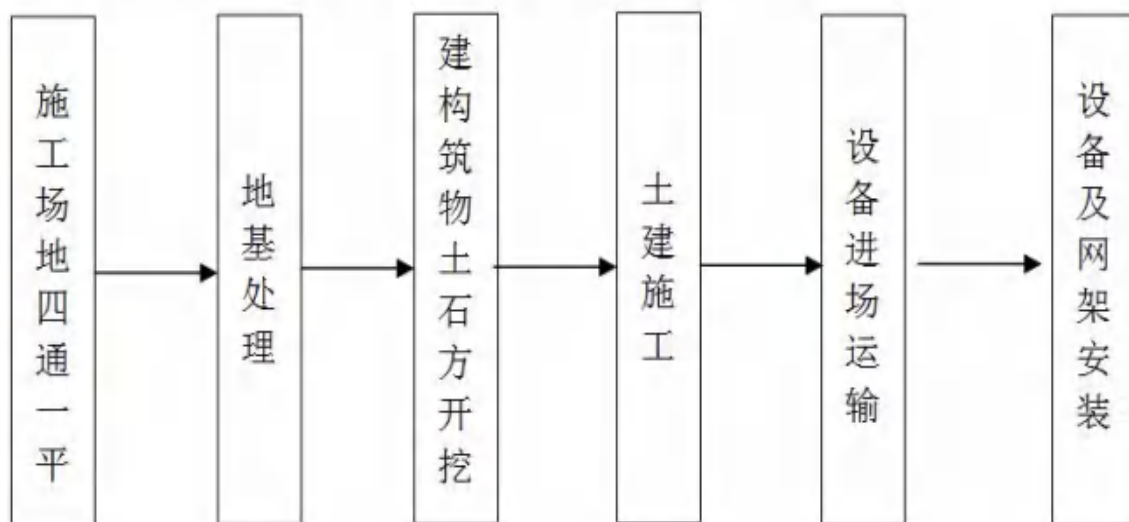 施工场地四通一平
地基处理
建构筑物土石方开挖
土建施工
设备进场运输
设备及网架安装